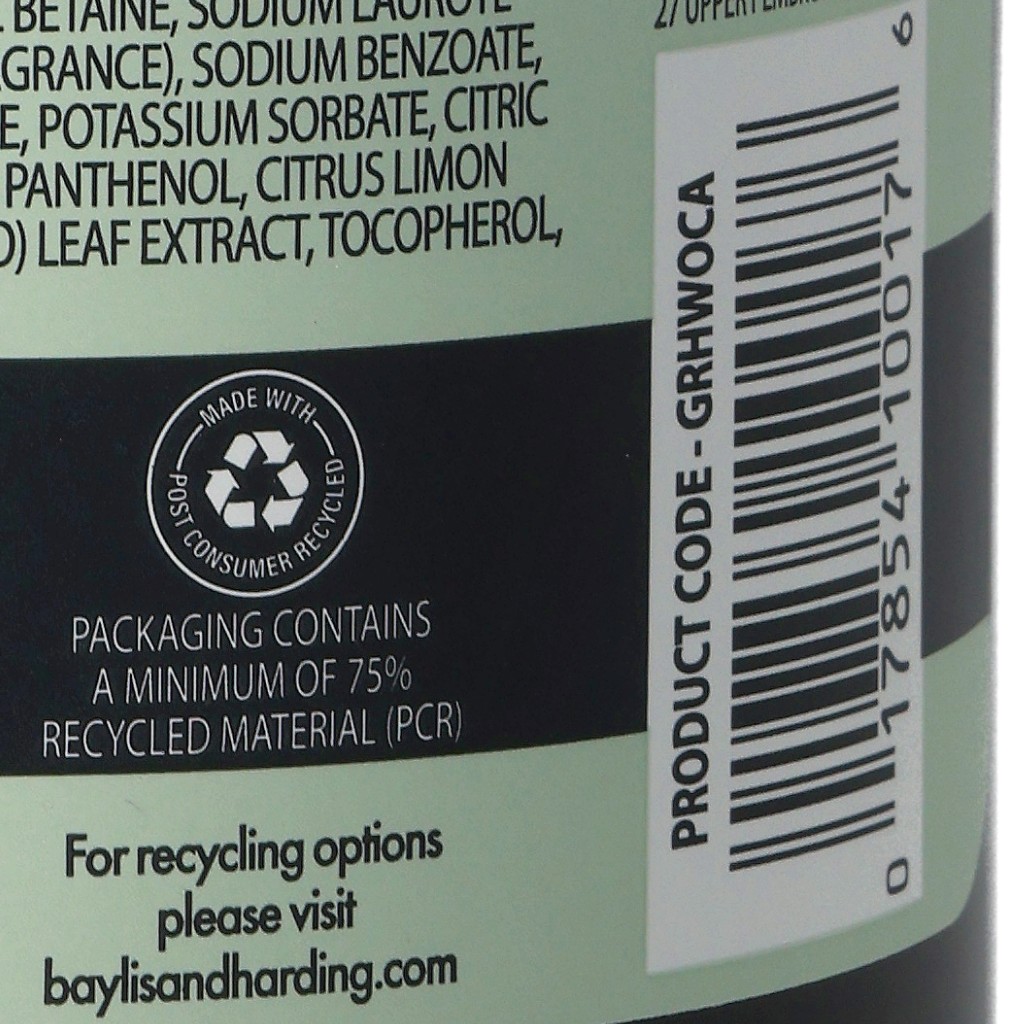 BETAINE, SODIUM LAUROYL
SODIUM BENZOATE,
POTASSIUM SORBATE, CITRIC
PANTHENOL, CITRUS LIMON
LEAF EXTRACT, TOCOPHEROL,
MADE WITH
POST CONSUMER RECYCLED
PACKAGING CONTAINS
A MINIMUM OF 75%
RECYCLED MATERIAL (PCR)
For recycling options
please visit
baylisandharding.com
27 UPPER
PRODUCT CODE - GRHWOCA
0 17854 10017 6